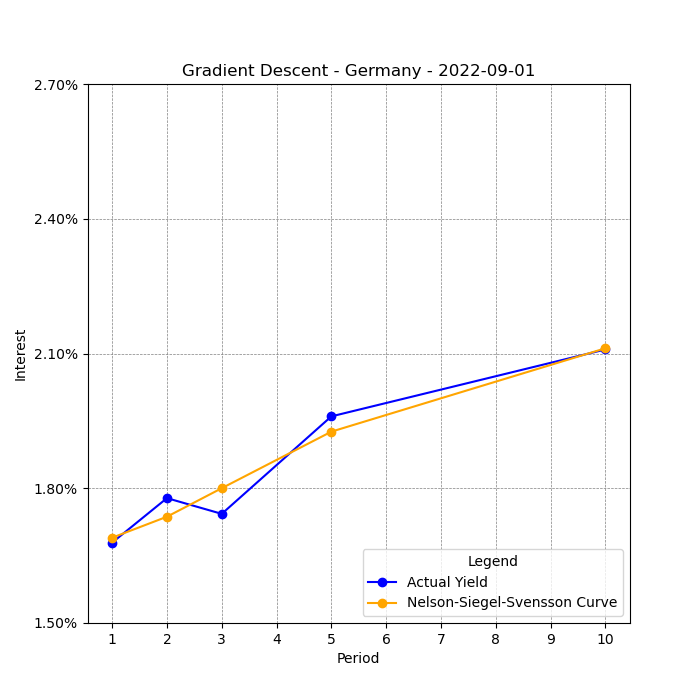 Gradient Descent - Germany - 2022-09-01
2.70%
2.40%
2.10%
1.80%
1.50%
Interest
1 2 3 4 5 6 7 8 9 10
Period
Legend
Actual Yield
Nelson-Siegel-Svensson Curve